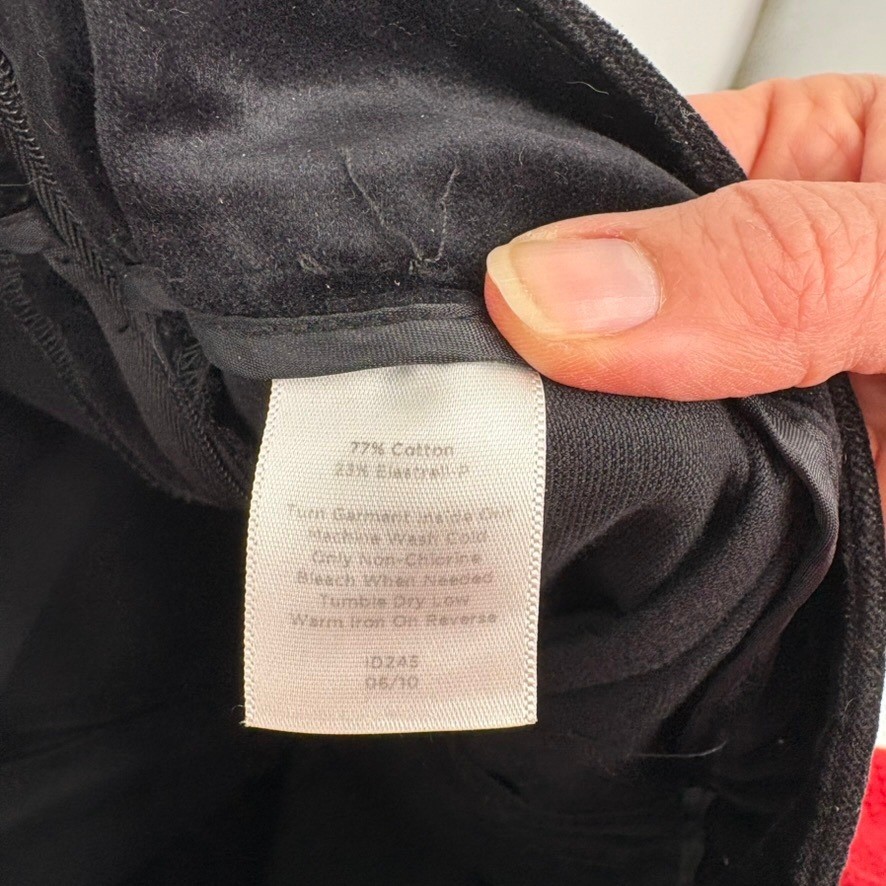 77% Cotton
23% Elastrell-P
Turn Garment Inside Out
Machine Wash Cold
Only Non-Chlorine
Bleach When Needed
Tumble Dry Low
Warm Iron On Reverse
ID245
06/10